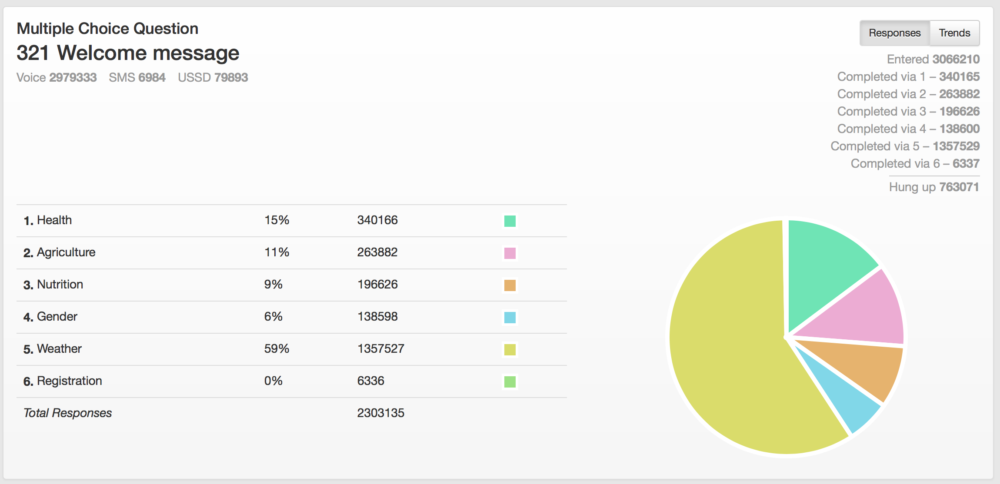 Multiple Choice Question
321 Welcome message
Voice 2979333 SMS 6984 USSD 79893
Responses Trends
Entered 3066210
Completed via 1 – 340165
Completed via 2 – 263882
Completed via 3 – 196626
Completed via 4 – 138600
Completed via 5 – 1357529
Completed via 6 – 6337
Hung up 763071
1. Health 15% 340166
2. Agriculture 11% 263882
3. Nutrition 9% 196626
4. Gender 6% 138598
5. Weather 59% 1357527
6. Registration 0% 6336
Total Responses 2303135